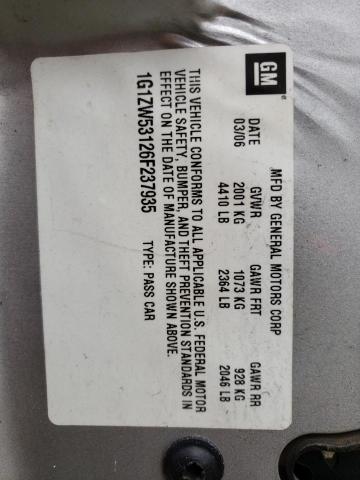 GM
MFD BY GENERAL MOTORS CORP
DATE GVWR GAWR FRT GAWR RR
03/06 2001 KG 1073 KG 928 KG
4410 LB 2364 LB 2046 LB
THIS VEHICLE CONFORMS TO ALL APPLICABLE U.S. FEDERAL MOTOR
VEHICLE SAFETY, BUMPER, AND THEFT PREVENTION STANDARDS IN
EFFECT ON THE DATE OF MANUFACTURE SHOWN ABOVE.
1G1ZW53126F237935 TYPE: PASS CAR